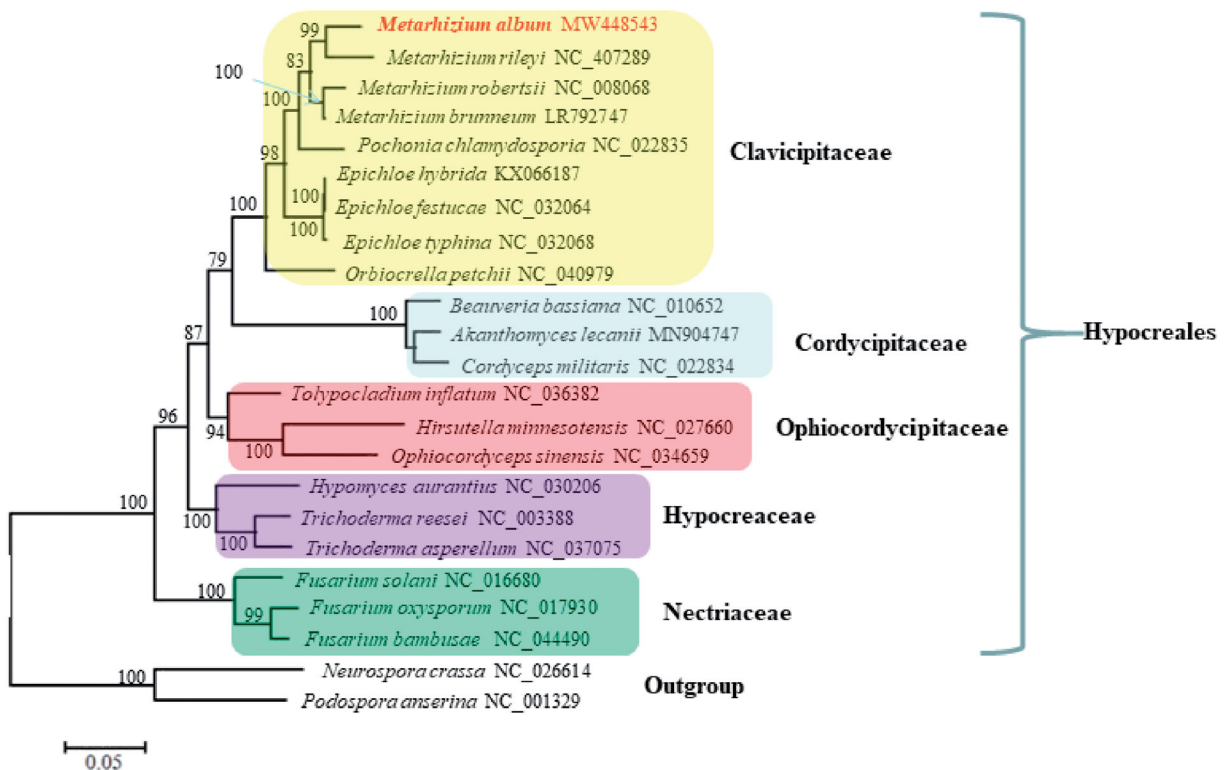 Metarhizium album MW448543
99
Metarhizium rileyi NC_407289
83
100
Metarhizium robertsii NC_008068
100
Metarhizium brunneum LR792747
Pochonia chlamydosporia NC_022835
Clavicipitaceae
98
Epichloe hybrida KX066187
100
Epichloe festucae NC_032064
100
100
Epichloe typhina NC_032068
79
Orbiocrella petchii NC_040979
Beauveria bassiana NC_010652
100
Akanthomyces lecanii MN904747
Cordycipitaceae
Hypocreales
87
Cordyceps militaris NC_022834
Tolypocladium inflatum NC_036382
96
94
Hirsutella minnesotensis NC_027660
Ophiocordycipitaceae
100
Ophiocordyceps sinensis NC_034659
Hypomyces aurantius NC_030206
100
100
Trichoderma reesei NC_003388
Hypocreaceae
100
Trichoderma asperellum NC_037075
Fusarium solani NC_016680
100
99
Fusarium oxysporum NC_017930
Nectriaceae
Fusarium bambusae NC_044490
Neurospora crassa NC_026614
100
Outgroup
Podospora anserina NC_001329
0.05